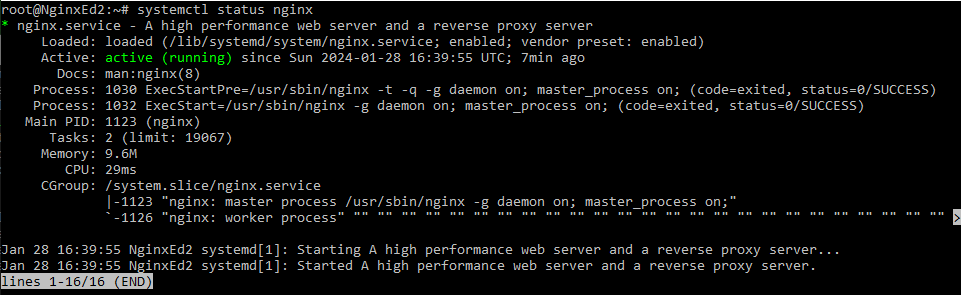 root@NginxEd2:~# systemctl status nginx
* nginx.service - A high performance web server and a reverse proxy server
     Loaded: loaded (/lib/systemd/system/nginx.service; enabled; vendor preset: enabled)
     Active: active (running) since Sun 2024-01-28 16:39:55 UTC; 7min ago
       Docs: man:nginx(8)
    Process: 1030 ExecStartPre=/usr/sbin/nginx -t -q -g daemon on; master_process on; (code=exited, status=0/SUCCESS)
    Process: 1032 ExecStart=/usr/sbin/nginx -g daemon on; master_process on; (code=exited, status=0/SUCCESS)
   Main PID: 1123 (nginx)
      Tasks: 2 (limit: 19067)
     Memory: 9.6M
        CPU: 29ms
     CGroup: /system.slice/nginx.service
             |-1123 "nginx: master process /usr/sbin/nginx -g daemon on; master_process on;"
             `-1126 "nginx: worker process" "" "" "" "" "" "" "" "" "" "" "" "" "" "" "" "" "" "" "" "" "" "" "" "" "" >

Jan 28 16:39:55 NginxEd2 systemd[1]: Starting A high performance web server and a reverse proxy server...
Jan 28 16:39:55 NginxEd2 systemd[1]: Started A high performance web server and a reverse proxy server.
lines 1-16/16 (END)